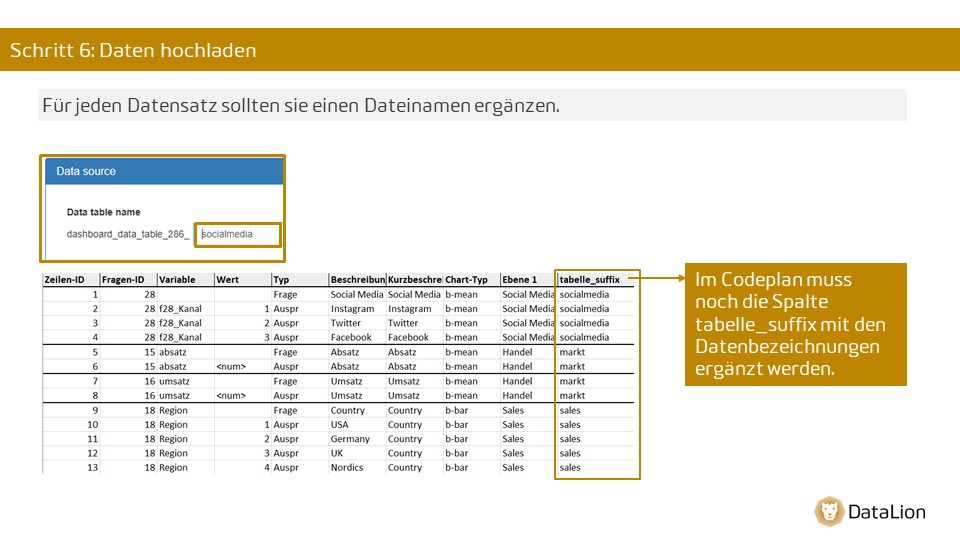 Schritt 6: Daten hochladen
Für jeden Datensatz sollten sie einen Dateinamen ergänzen.
Data source
Data table name
dashboard_data_table_286_ socialmedia
Zeilen-ID Fragen-ID Variable Wert Typ Beschreibun Kurzbeschrei Chart-Typ Ebene 1 tabelle_suffix
1 28 Frage Social Media Social Media b-mean Social Media socialmedia
2 28 f28_Kanal 1 Auspr Instagram Instagram b-mean Social Media socialmedia
3 28 f28_Kanal 2 Auspr Twitter Twitter b-mean Social Media socialmedia
4 28 f28_Kanal 3 Auspr Facebook Facebook b-mean Social Media socialmedia
5 15 absatz Frage Absatz Absatz b-mean Handel markt
6 15 absatz <num> Auspr Absatz Absatz b-mean Handel markt
7 16 umsatz Frage Umsatz Umsatz b-mean Handel markt
8 16 umsatz <num> Auspr Umsatz Umsatz b-mean Handel markt
9 18 Region Frage Country Country b-bar Sales sales
10 18 Region 1 Auspr USA Country b-bar Sales sales
11 18 Region 2 Auspr Germany Country b-bar Sales sales
12 18 Region 3 Auspr UK Country b-bar Sales sales
13 18 Region 4 Auspr Nordics Country b-bar Sales sales
Im Codeplan muss
noch die Spalte
tabelle_suffix mit den
Datenbezeichnungen
ergänzt werden.
DataLion